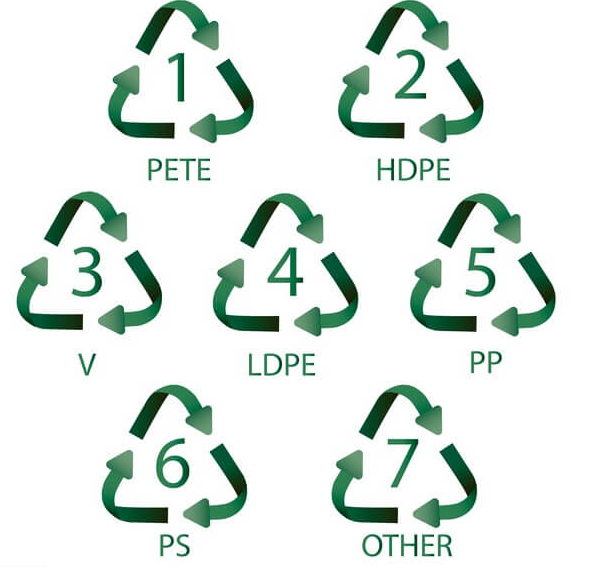 1 2
PETE HDPE
3 4 5
V LDPE PP
6 7
PS OTHER